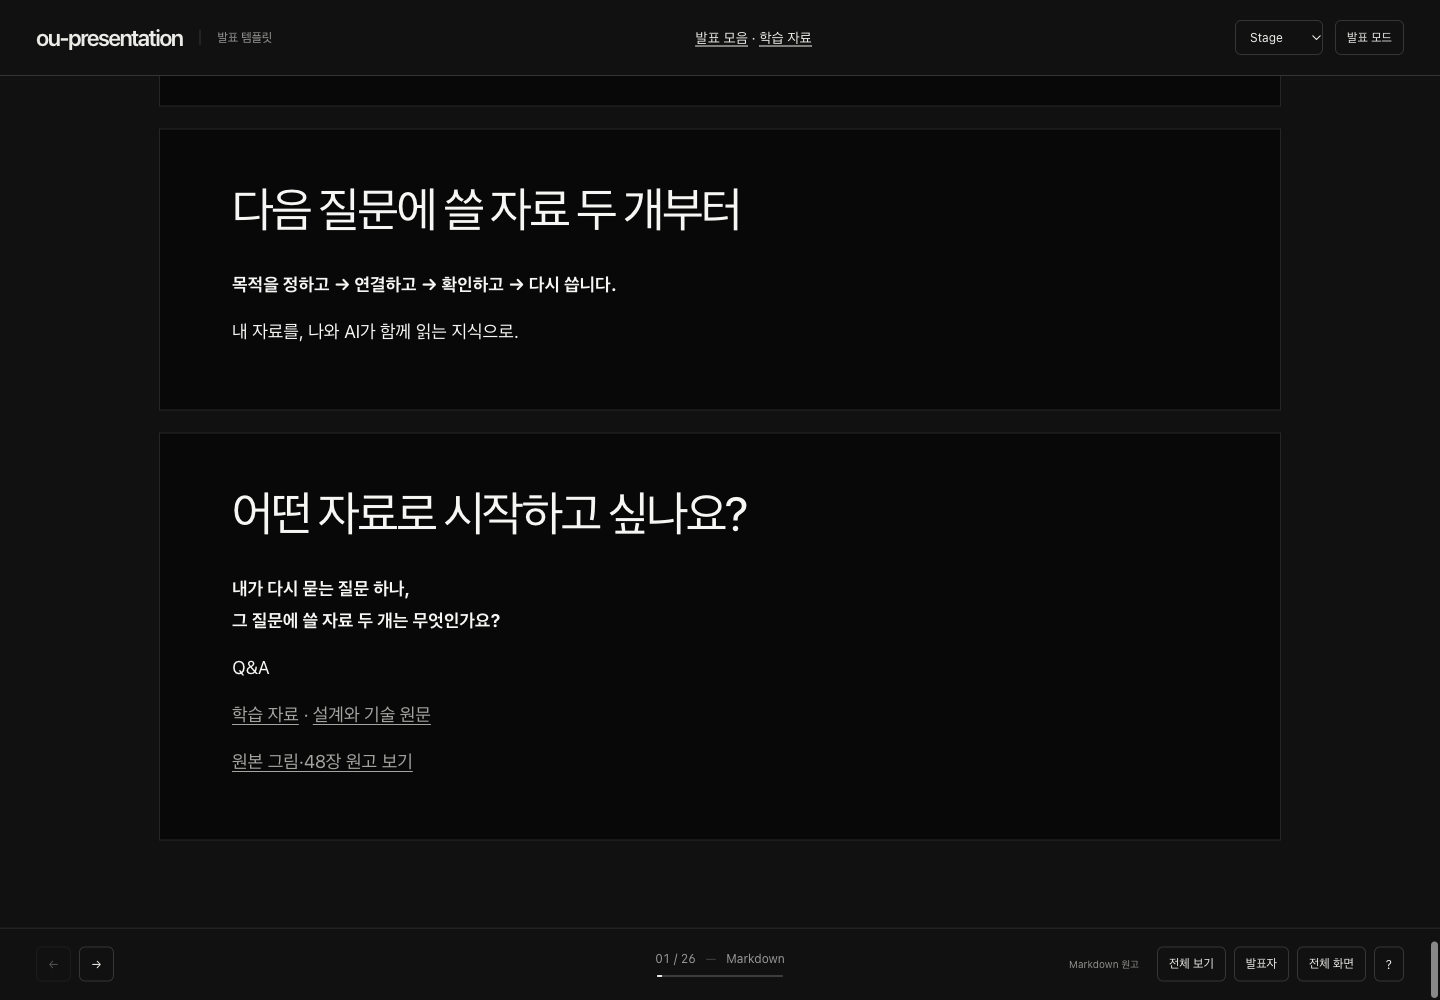 ou-presentation
발표 템플릿
발표 모음 · 학습 자료
Stage
발표 모드
다음 질문에 쓸 자료 두 개부터
목적을 정하고 → 연결하고 → 확인하고 → 다시 씁니다.
내 자료를, 나와 AI가 함께 읽는 지식으로.
어떤 자료로 시작하고 싶나요?
내가 다시 묻는 질문 하나,
그 질문에 쓸 자료 두 개는 무엇인가요?
Q&A
학습 자료 · 설계와 기술 원문
원본 그림·48장 원고 보기
← →
01 / 26 — Markdown
Markdown 원고
전체 보기
발표자
전체 화면
?